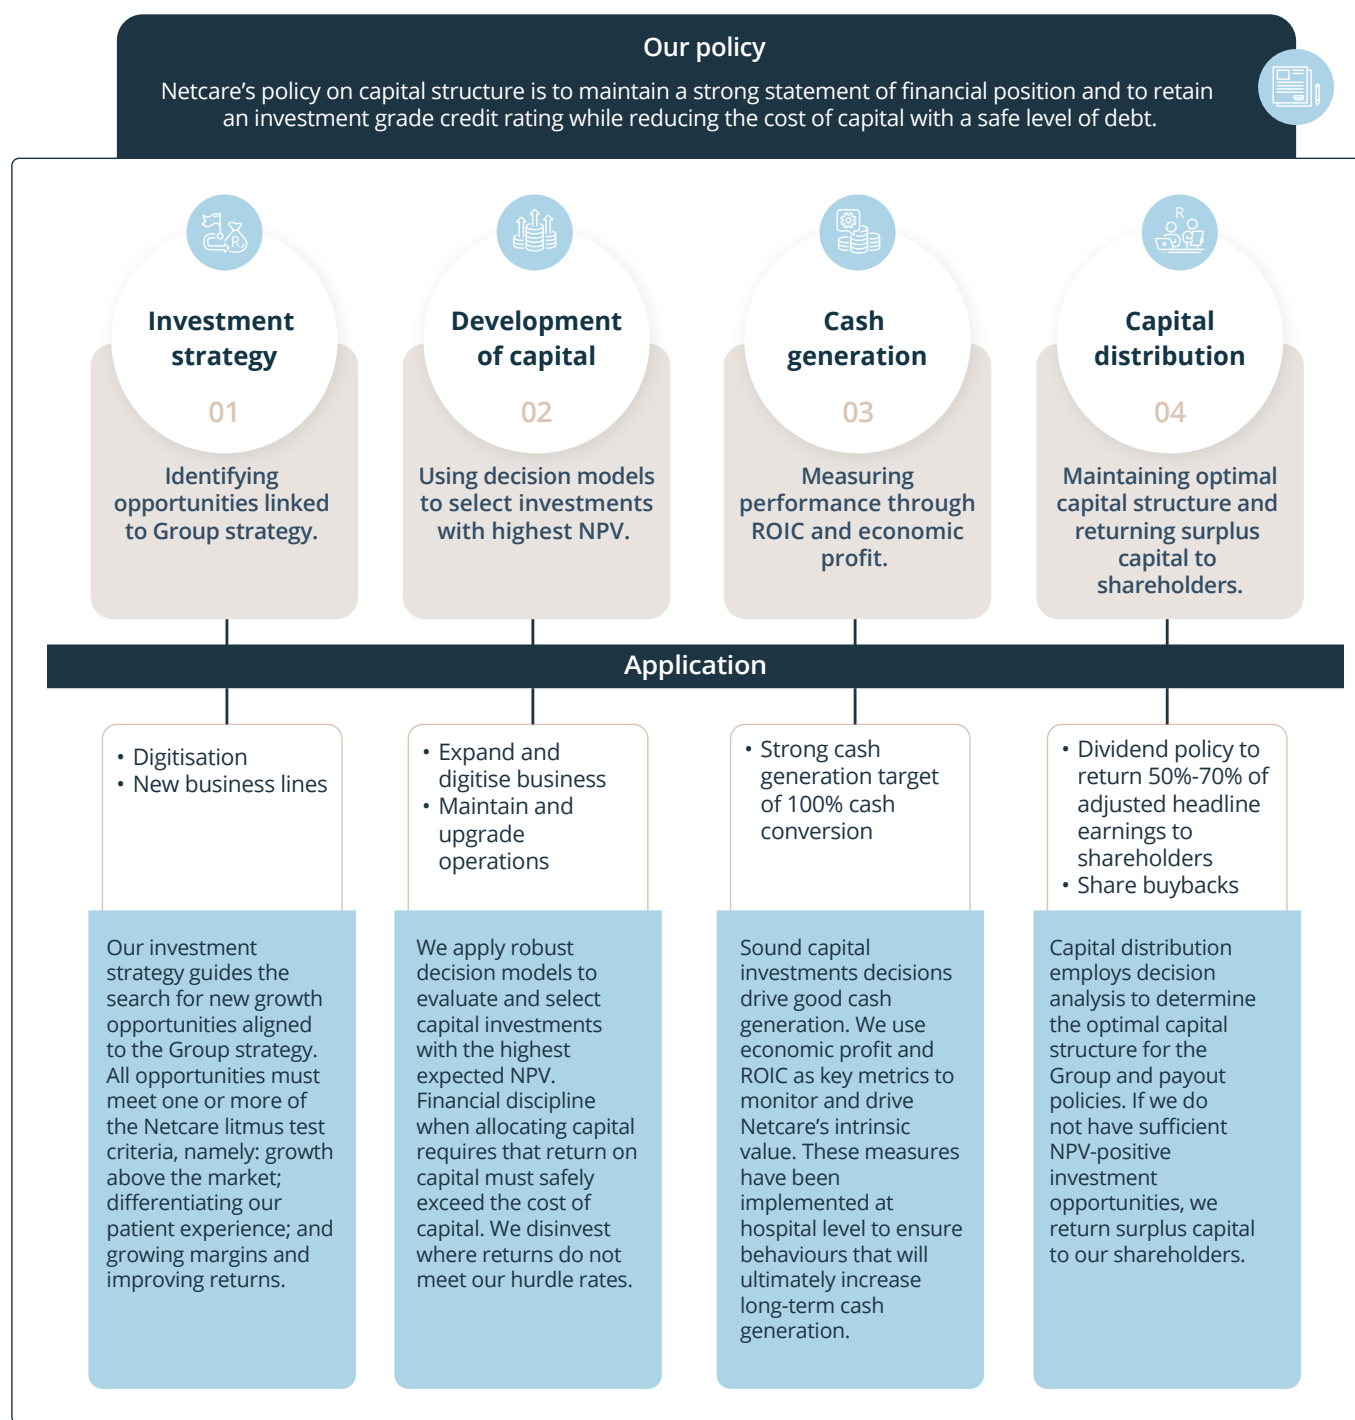 Our policy
Netcare’s policy on capital structure is to maintain a strong statement of financial position and to retain
an investment grade credit rating while reducing the cost of capital with a safe level of debt.
R
Investment
strategy
01
Identifying
opportunities linked
to Group strategy.
Development
of capital
02
Using decision models
to select investments
with highest NPV.
Cash
generation
03
Measuring
performance through
ROIC and economic
profit.
R
Capital
distribution
04
Maintaining optimal
capital structure and
returning surplus
capital to
shareholders.
Application
• Digitisation
• New business lines
• Expand and
digitise business
• Maintain and
upgrade
operations
• Strong cash
generation target
of 100% cash
conversion
• Dividend policy to
return 50%-70% of
adjusted headline
earnings to
shareholders
• Share buybacks
Our investment
strategy guides the
search for new growth
opportunities aligned
to the Group strategy.
All opportunities must
meet one or more of
the Netcare litmus test
criteria, namely: growth
above the market;
differentiating our
patient experience; and
growing margins and
improving returns.
We apply robust
decision models to
evaluate and select
capital investments
with the highest
expected NPV.
Financial discipline
when allocating capital
requires that return on
capital must safely
exceed the cost of
capital. We disinvest
where returns do not
meet our hurdle rates.
Sound capital
investments decisions
drive good cash
generation. We use
economic profit and
ROIC as key metrics to
monitor and drive
Netcare’s intrinsic
value. These measures
have been
implemented at
hospital level to ensure
behaviours that will
ultimately increase
long-term cash
generation.
Capital distribution
employs decision
analysis to determine
the optimal capital
structure for the
Group and payout
policies. If we do
not have sufficient
NPV-positive
investment
opportunities, we
return surplus capital
to our shareholders.